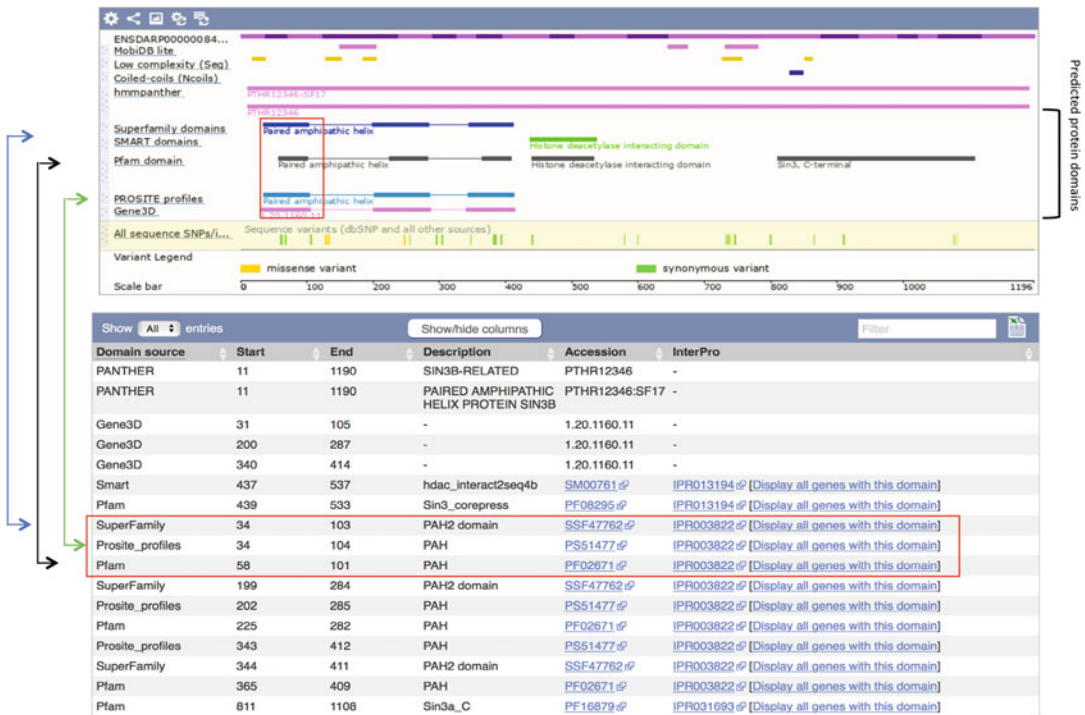 ENSDARP00000084...
MobiDB lite
Low complexity (Seg)
Coiled-coils (Ncoils)
hmmpanther
PTHR12346:SF17
PTHR12346
Superfamily domains
Paired amphipathic helix
SMART domains
Histone deacetylase interacting domain
Pfam domain
Paired amphipathic helix
Histone deacetylase interacting domain
Sin3, C-terminal
PROSITE profiles
Paired amphipathic helix
Gene3D
1.20.1160.11
All sequence SNPs/i...
Sequence variants (dbSNP and all other sources)
Variant Legend
missense variant
synonymous variant
Scale bar
0 100 200 300 400 500 600 700 800 900 1000 1196
Predicted protein domains
Show All entries Show/hide columns Filter
Domain source Start End Description Accession InterPro
PANTHER 11 1190 SIN3B-RELATED PTHR12346 -
PANTHER 11 1190 PAIRED AMPHIPATHIC PTHR12346:SF17 -
HELIX PROTEIN SIN3B
Gene3D 31 105 - 1.20.1160.11 -
Gene3D 200 287 - 1.20.1160.11 -
Gene3D 340 414 - 1.20.1160.11 -
Smart 437 537 hdac_interact2seq4b SM00761 IPR013194 [Display all genes with this domain]
Pfam 439 533 Sin3_corepress PF08295 IPR013194 [Display all genes with this domain]
SuperFamily 34 103 PAH2 domain SSF47762 IPR003822 [Display all genes with this domain]
Prosite_profiles 34 104 PAH PS51477 IPR003822 [Display all genes with this domain]
Pfam 58 101 PAH PF02671 IPR003822 [Display all genes with this domain]
SuperFamily 199 284 PAH2 domain SSF47762 IPR003822 [Display all genes with this domain]
Prosite_profiles 202 285 PAH PS51477 IPR003822 [Display all genes with this domain]
Pfam 225 282 PAH PF02671 IPR003822 [Display all genes with this domain]
Prosite_profiles 343 412 PAH PS51477 IPR003822 [Display all genes with this domain]
SuperFamily 344 411 PAH2 domain SSF47762 IPR003822 [Display all genes with this domain]
Pfam 365 409 PAH PF02671 IPR003822 [Display all genes with this domain]
Pfam 811 1108 Sin3a_C PF16879 IPR031693 [Display all genes with this domain]